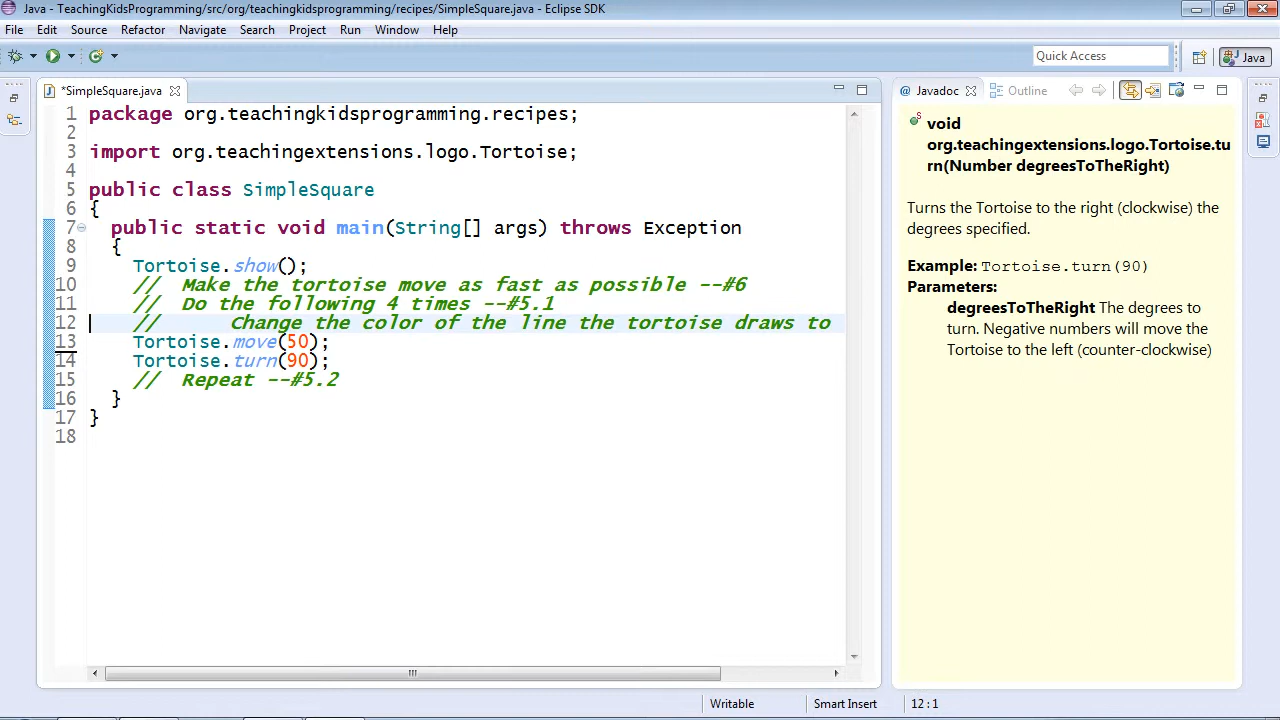 Java - TeachingKidsProgramming/src/org/teachingkidsprogramming/recipes/SimpleSquare.java - Eclipse SDK
File Edit Source Refactor Navigate Search Project Run Window Help
Quick Access
Java
*SimpleSquare.java
1 package org.teachingkidsprogramming.recipes;
2
3 import org.teachingextensions.logo.Tortoise;
4
5 public class SimpleSquare
6 {
7 public static void main(String[] args) throws Exception
8 {
9 Tortoise.show();
10 // Make the tortoise move as fast as possible --#6
11 // Do the following 4 times --#5.1
12 // Change the color of the line the tortoise draws to
13 Tortoise.move(50);
14 Tortoise.turn(90);
15 // Repeat --#5.2
16 }
17 }
18
@ Javadoc Outline
void
org.teachingextensions.logo.Tortoise.tu
rn(Number degreesToTheRight)
Turns the Tortoise to the right (clockwise) the
degrees specified.
Example: Tortoise.turn(90)
Parameters:
degreesToTheRight The degrees to
turn. Negative numbers will move the
Tortoise to the left (counter-clockwise)
Writable Smart Insert 12:1